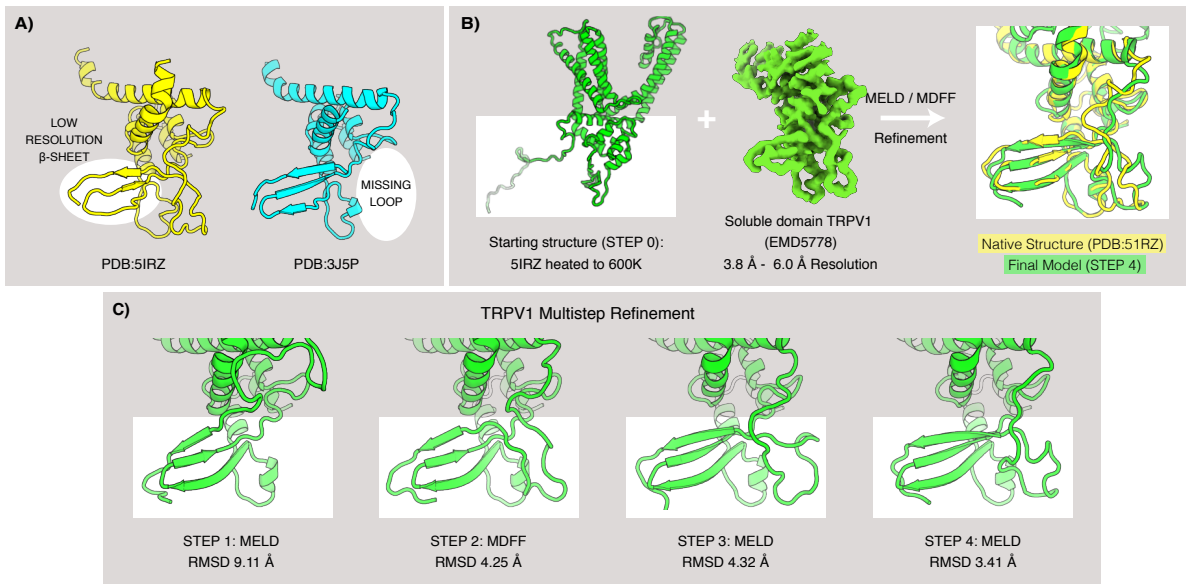 A)
LOW
RESOLUTION
β-SHEET
MISSING
LOOP
PDB:5IRZ
PDB:3J5P
B)
+
MELD / MDFF
Refinement
Starting structure (STEP 0):
5IRZ heated to 600K
Soluble domain TRPV1
(EMD5778)
3.8 Å - 6.0 Å Resolution
Native Structure (PDB:51RZ)
Final Model (STEP 4)
C)
TRPV1 Multistep Refinement
STEP 1: MELD
RMSD 9.11 Å
STEP 2: MDFF
RMSD 4.25 Å
STEP 3: MELD
RMSD 4.32 Å
STEP 4: MELD
RMSD 3.41 Å